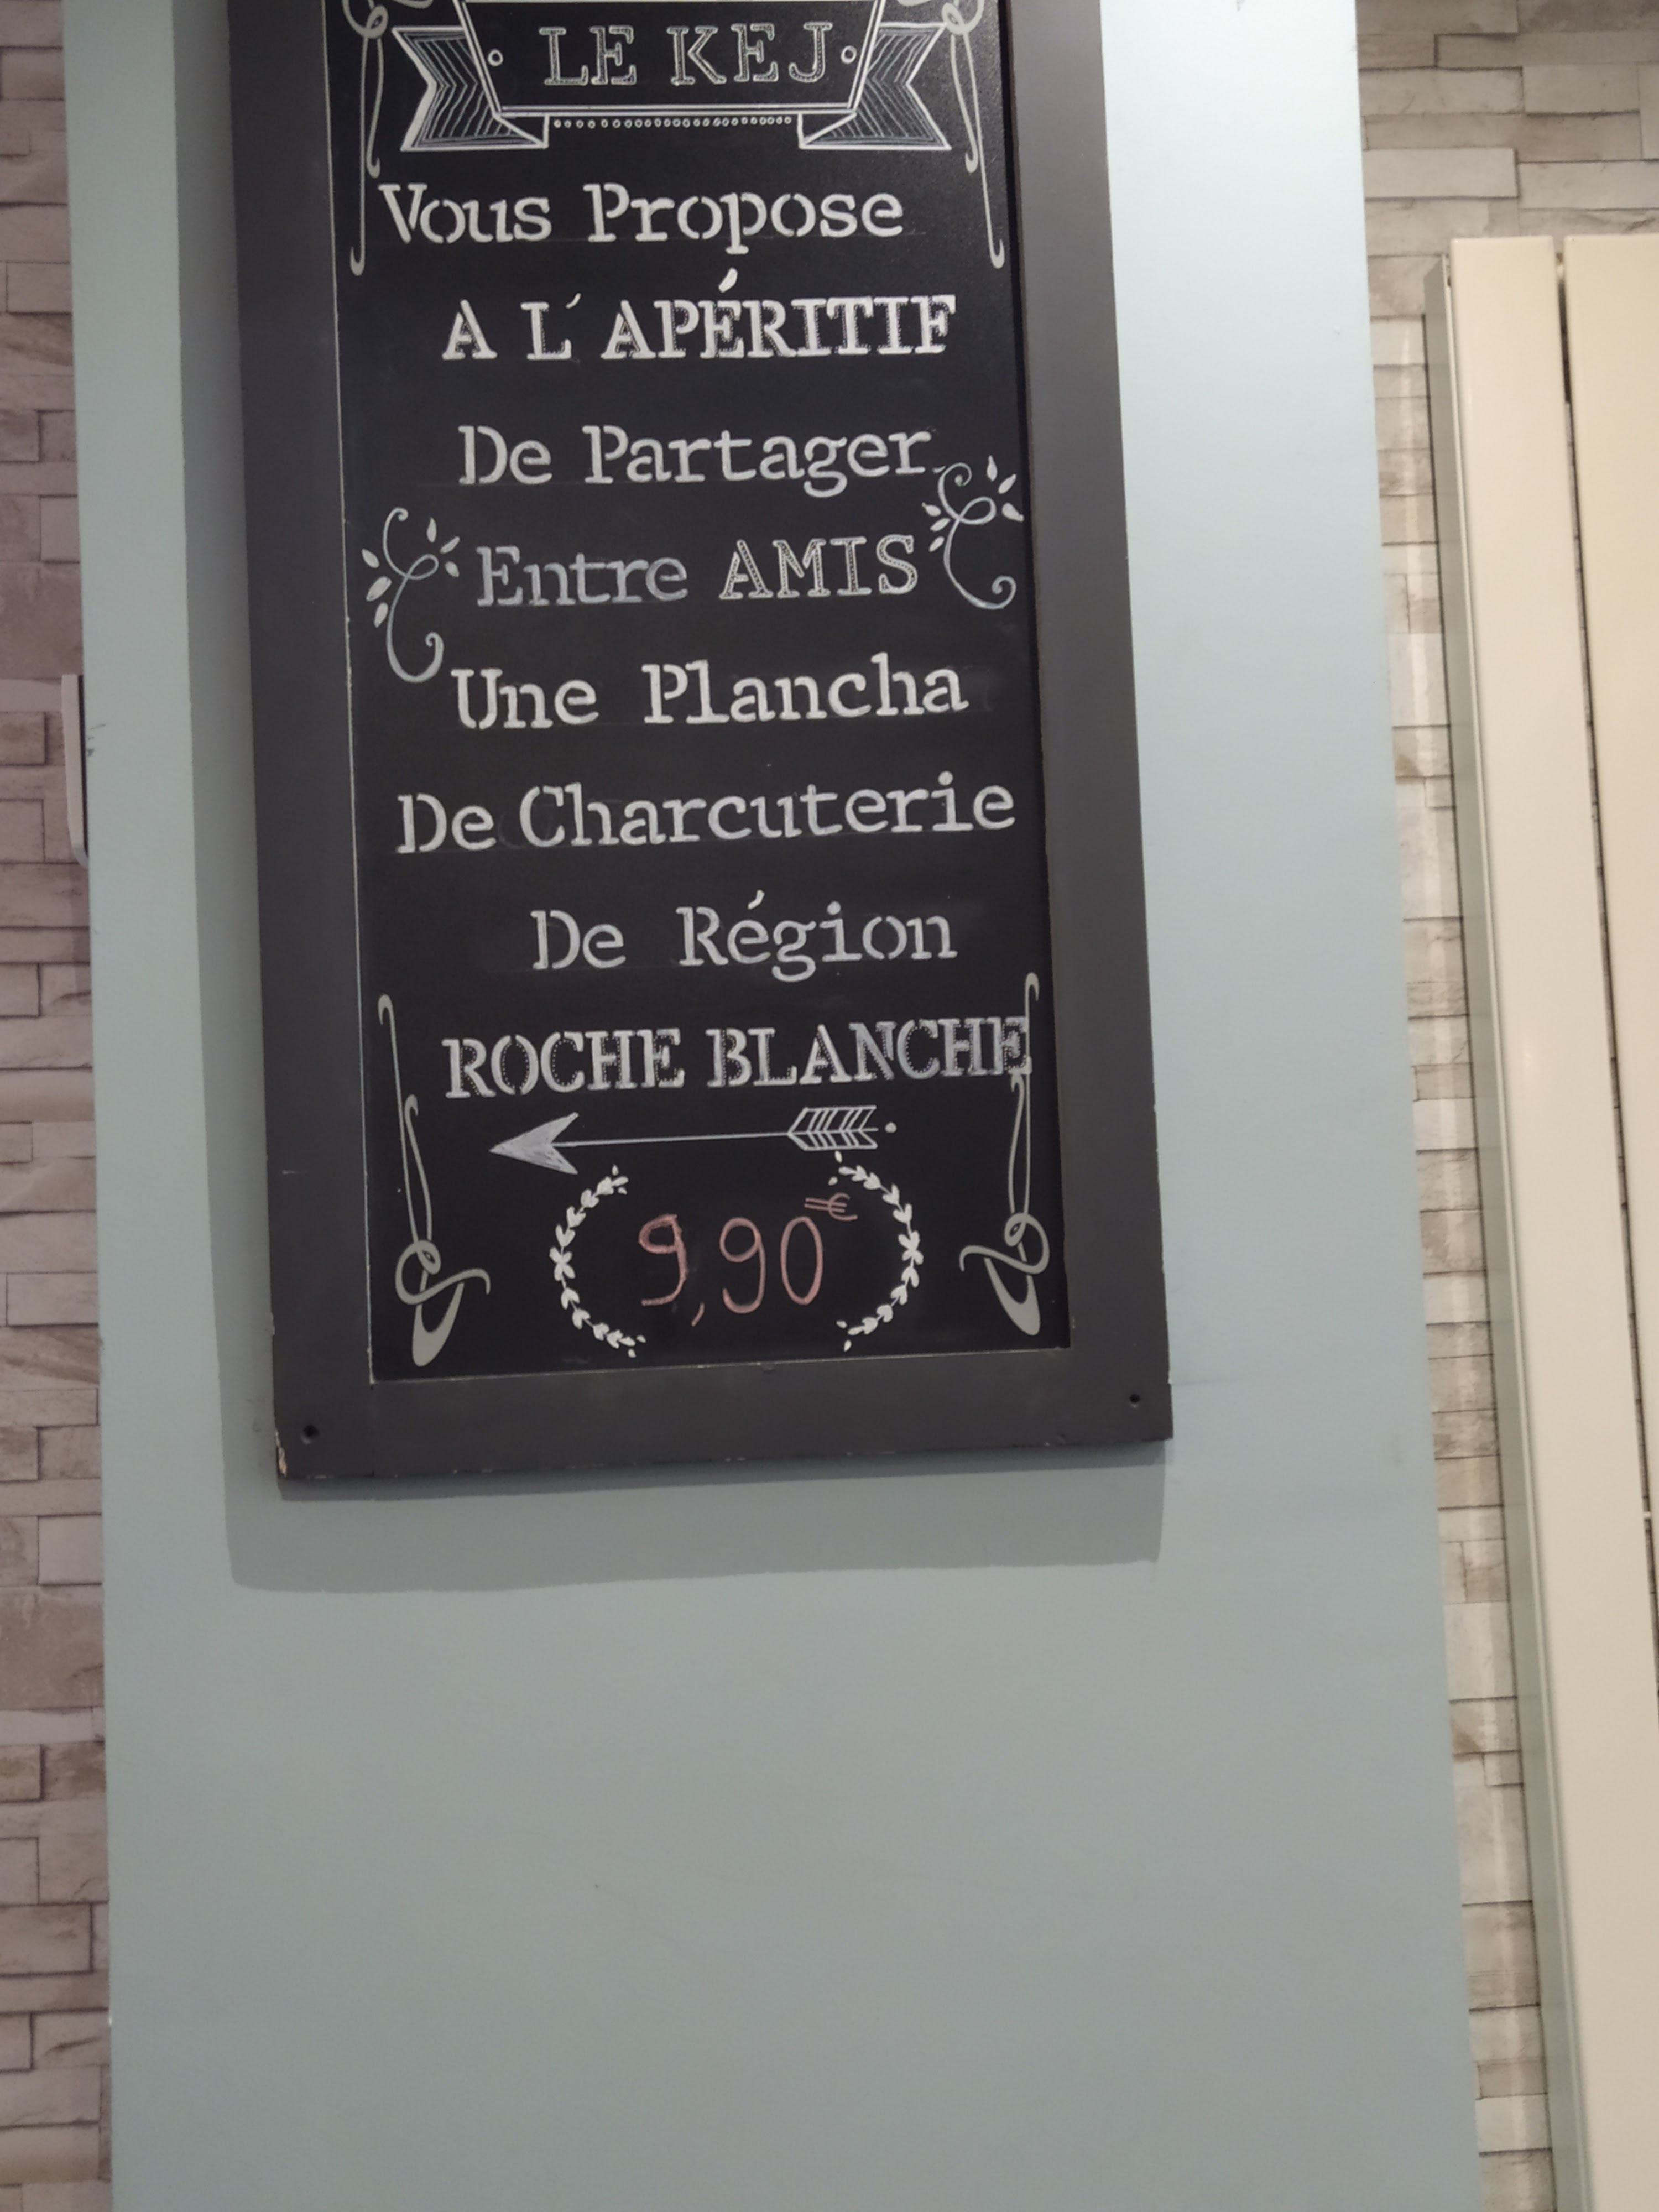 LE KEJ
Vous Propose
A L'APÉRITIF
De Partager
Entre AMIS
Une Plancha
De Charcuterie
De Région
ROCHE BLANCHE
9,90€